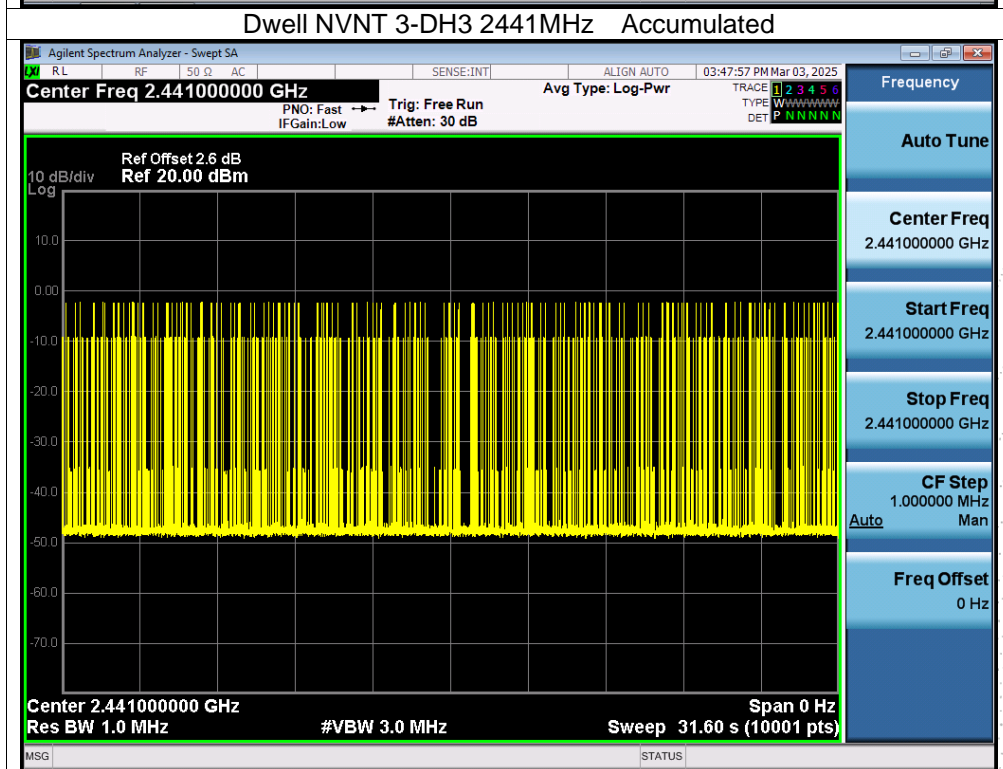 Dwell NVNT 3-DH3 2441MHz Accumulated
Agilent Spectrum Analyzer - Swept SA
LXI RL RF 50 Ω AC SENSE:INT ALIGN AUTO 03:47:57 PM Mar 03, 2025
Center Freq 2.441000000 GHz
PNO: Fast
IFGain:Low
Trig: Free Run
#Atten: 30 dB
Avg Type: Log-Pwr
TRACE 1 2 3 4 5 6
TYPE WWWWWWW
DET P N N N N N
Ref Offset 2.6 dB
10 dB/div Ref 20.00 dBm
Log
10.0
0.00
-10.0
-20.0
-30.0
-40.0
-50.0
-60.0
-70.0
Center 2.441000000 GHz Span 0 Hz
Res BW 1.0 MHz #VBW 3.0 MHz Sweep 31.60 s (10001 pts)
MSG STATUS
Frequency
Auto Tune
Center Freq
2.441000000 GHz
Start Freq
2.441000000 GHz
Stop Freq
2.441000000 GHz
CF Step
1.000000 MHz
Auto Man
Freq Offset
0 Hz